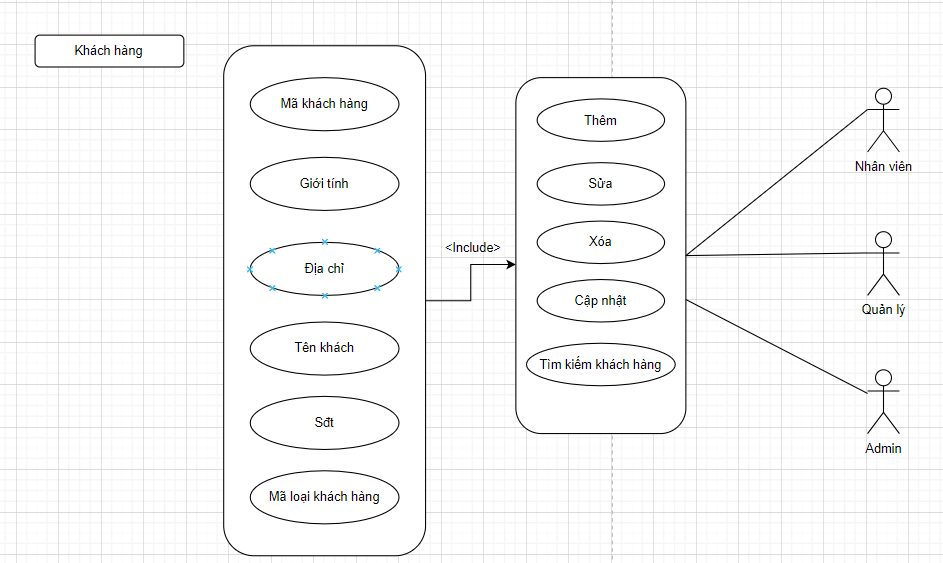 Khách hàng
Mã khách hàng
Giới tính
Địa chỉ
Tên khách
Sđt
Mã loại khách hàng
<Include>
Thêm
Sửa
Xóa
Cập nhật
Tìm kiếm khách hàng
Nhân viên
Quản lý
Admin